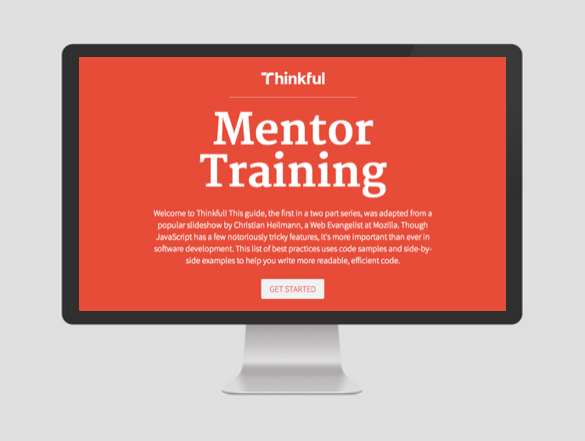 Thinkful
Mentor
Training
Welcome to Thinkful! This guide, the first in a two part series, was adapted from a
popular slideshow by Christian Heilmann, a Web Evangelist at Mozilla. Though
JavaScript has a few notoriously tricky features, it's more important than ever in
software development. This list of best practices uses code samples and side-by-
side examples to help you write more readable, efficient code.
GET STARTED